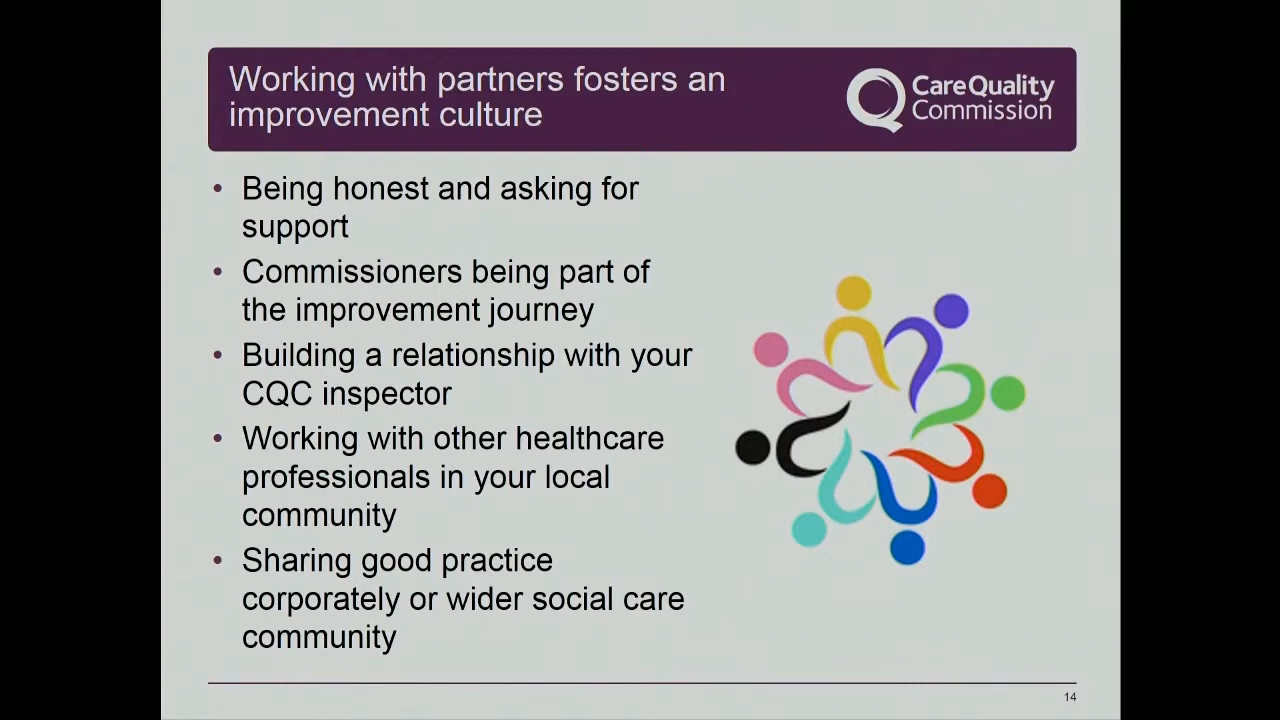 Working with partners fosters an
improvement culture
CareQuality
Commission
• Being honest and asking for
support
• Commissioners being part of
the improvement journey
• Building a relationship with your
CQC inspector
• Working with other healthcare
professionals in your local
community
• Sharing good practice
corporately or wider social care
community
14